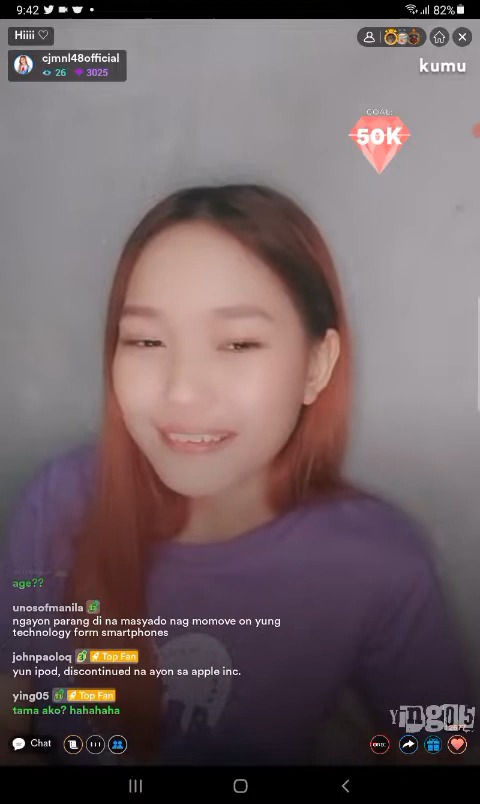 9:42
82%
Hiiii ♡
cjmnl48official
26 3025
kumu
GOAL:
50K
age??
unosofmanila
ngayon parang di na masyado nag momove on yung
technology form smartphones
johnpaoloq Top Fan
yun ipod, discontinued na ayon sa apple inc.
ying05 Top Fan
tama ako? hahahaha
Ying05
Chat